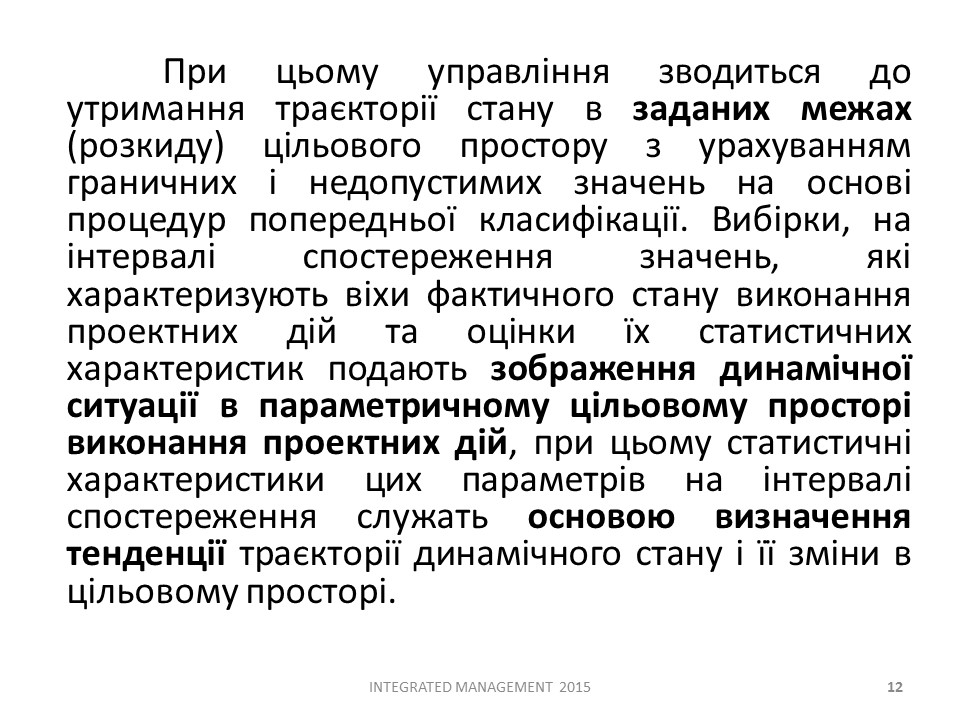 При цьому управління зводиться до
утримання траєкторії стану в заданих межах
(розкиду) цільового простору з урахуванням
граничних і недопустимих значень на основі
процедур попередньої класифікації. Вибірки, на
інтервалі спостереження значень, які
характеризують віхи фактичного стану виконання
проектних дій та оцінки їх статистичних
характеристик подають зображення динамічної
ситуації в параметричному цільовому просторі
виконання проектних дій, при цьому статистичні
характеристики цих параметрів на інтервалі
спостереження служать основою визначення
тенденції траєкторії динамічного стану і її зміни в
цільовому просторі.
INTEGRATED MANAGEMENT 2015
12